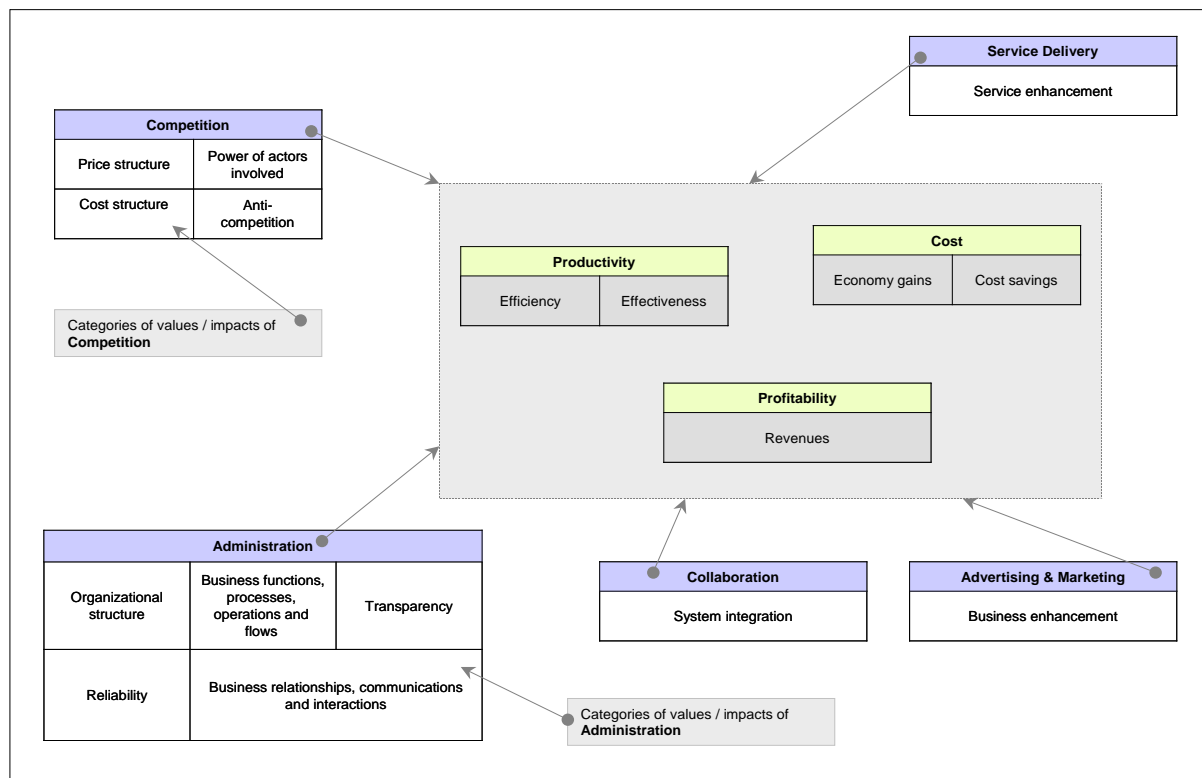 Service Delivery
Service enhancement
Competition
Price structure
Power of actors
involved
Cost structure
Anti-
competition
Categories of values / impacts of
Competition
Productivity
Efficiency
Effectiveness
Cost
Economy gains
Cost savings
Profitability
Revenues
Administration
Organizational
structure
Business functions,
processes,
operations and
flows
Transparency
Reliability
Business relationships, communications
and interactions
Categories of values / impacts of
Administration
Collaboration
System integration
Advertising & Marketing
Business enhancement